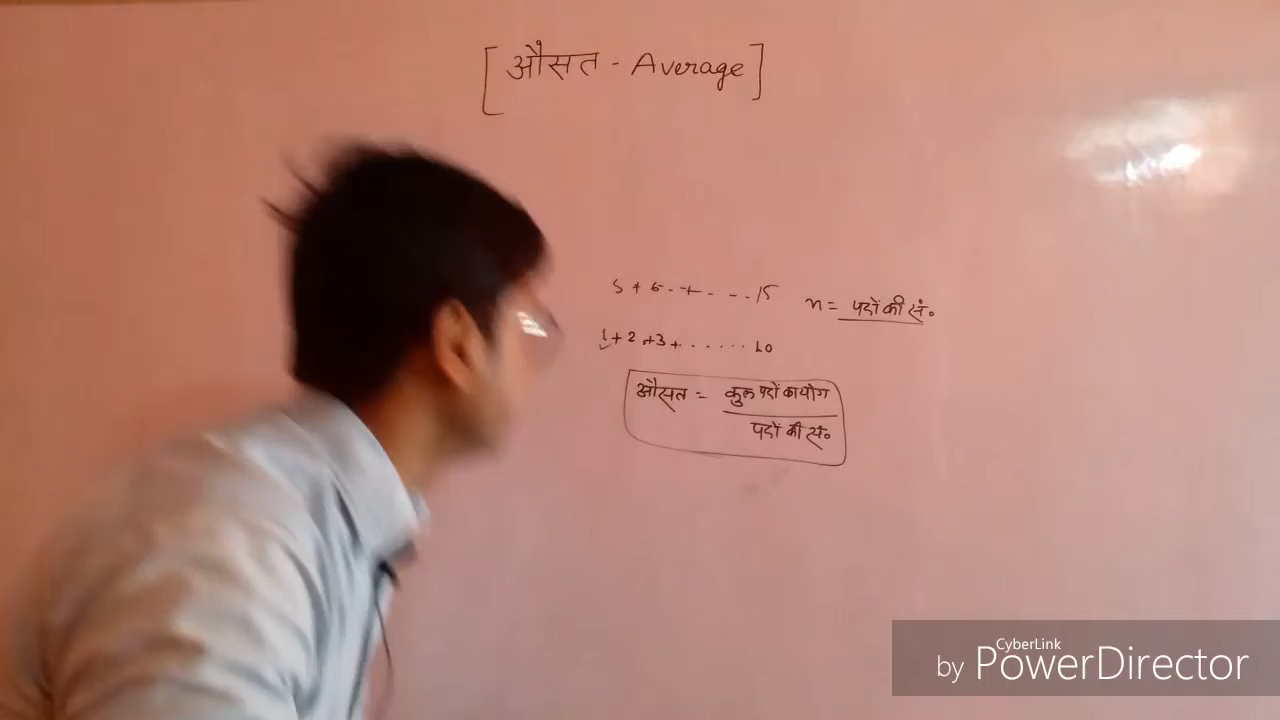 [औसत - Average]
5 + 6 - + - - - 15
n = पदों की सं०
1 + 2 + 3 + . . . . . . 10
औसत = कुल पदों का योग
पदों की सं०
CyberLink
by PowerDirector